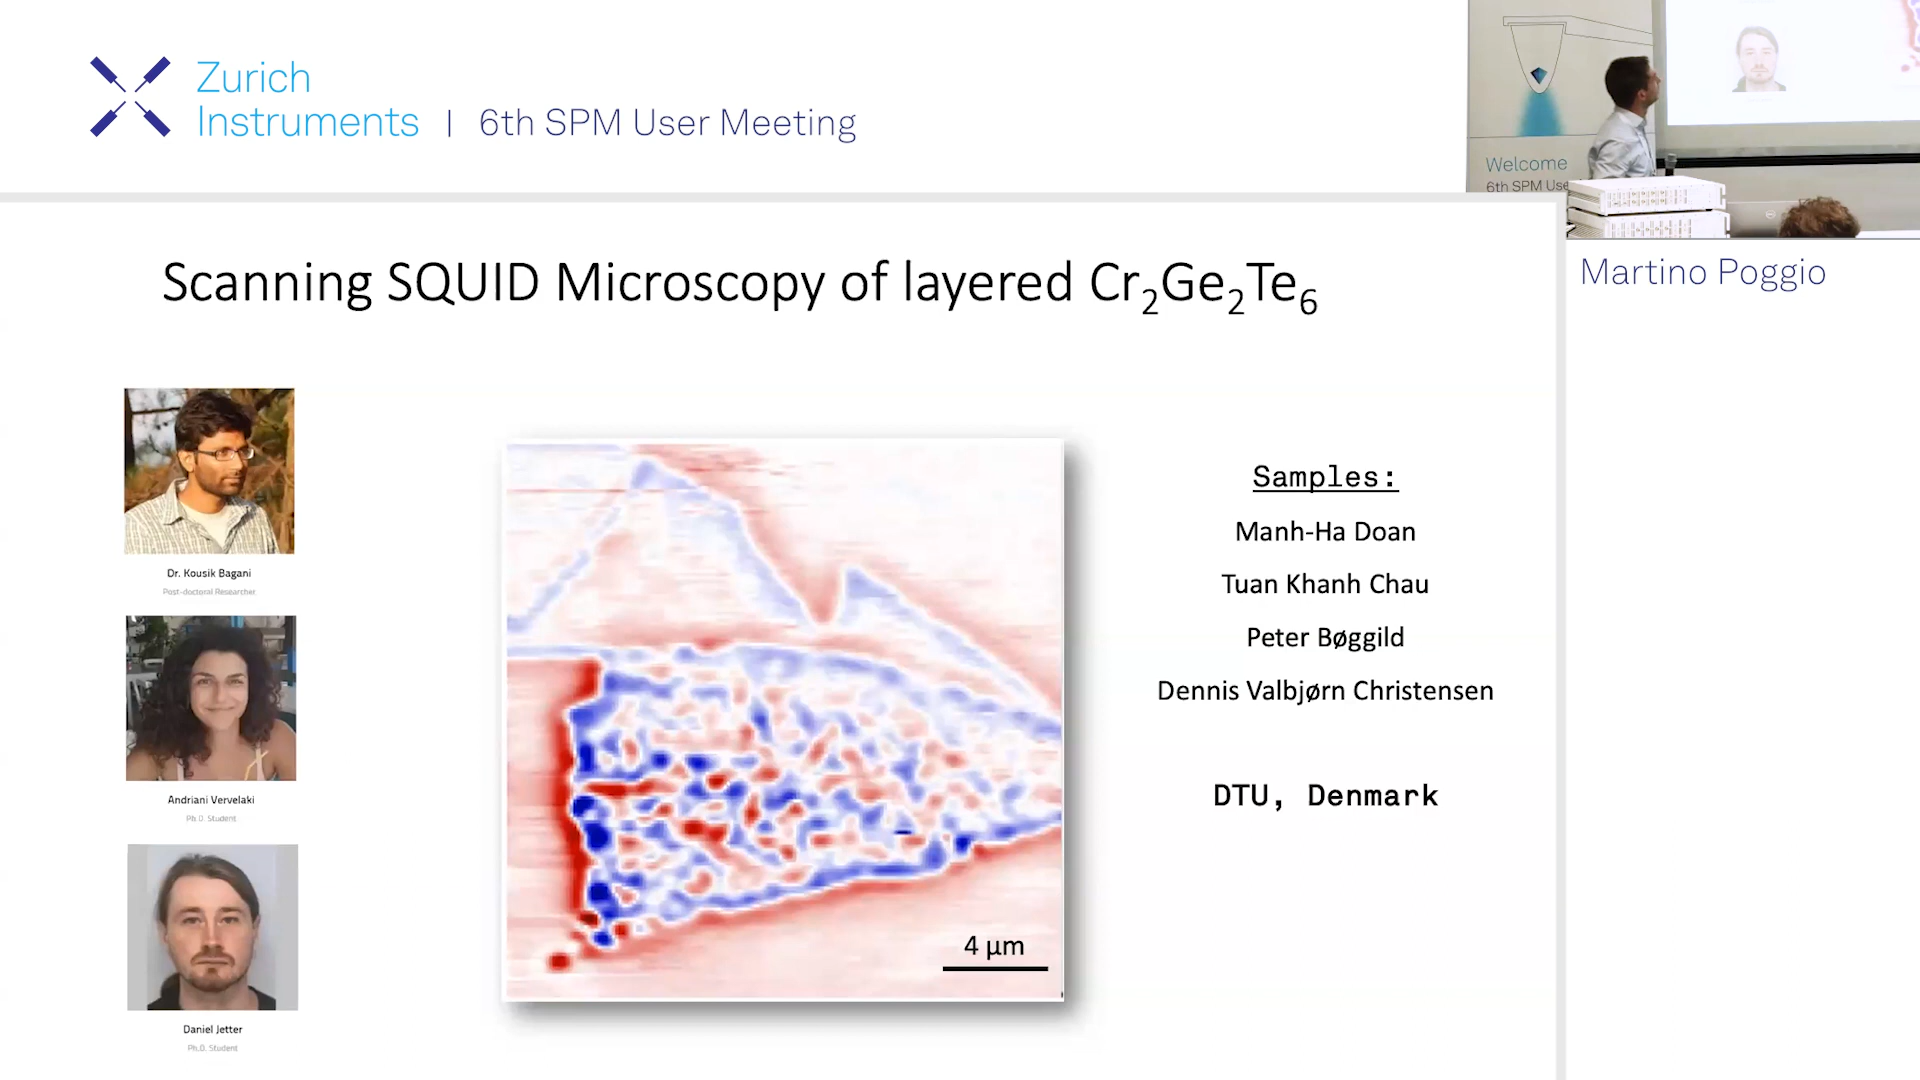 Zurich
Instruments | 6th SPM User Meeting
Welcome
6th SPM Use
Martino Poggio
Scanning SQUID Microscopy of layered Cr₂Ge₂Te₆
Dr. Kousik Bagani
Post-doctoral Researcher
Andriani Vervelaki
Ph.D. Student
Daniel Jetter
Ph.D. Student
4 µm
Samples:
Manh-Ha Doan
Tuan Khanh Chau
Peter Bøggild
Dennis Valbjørn Christensen
DTU, Denmark